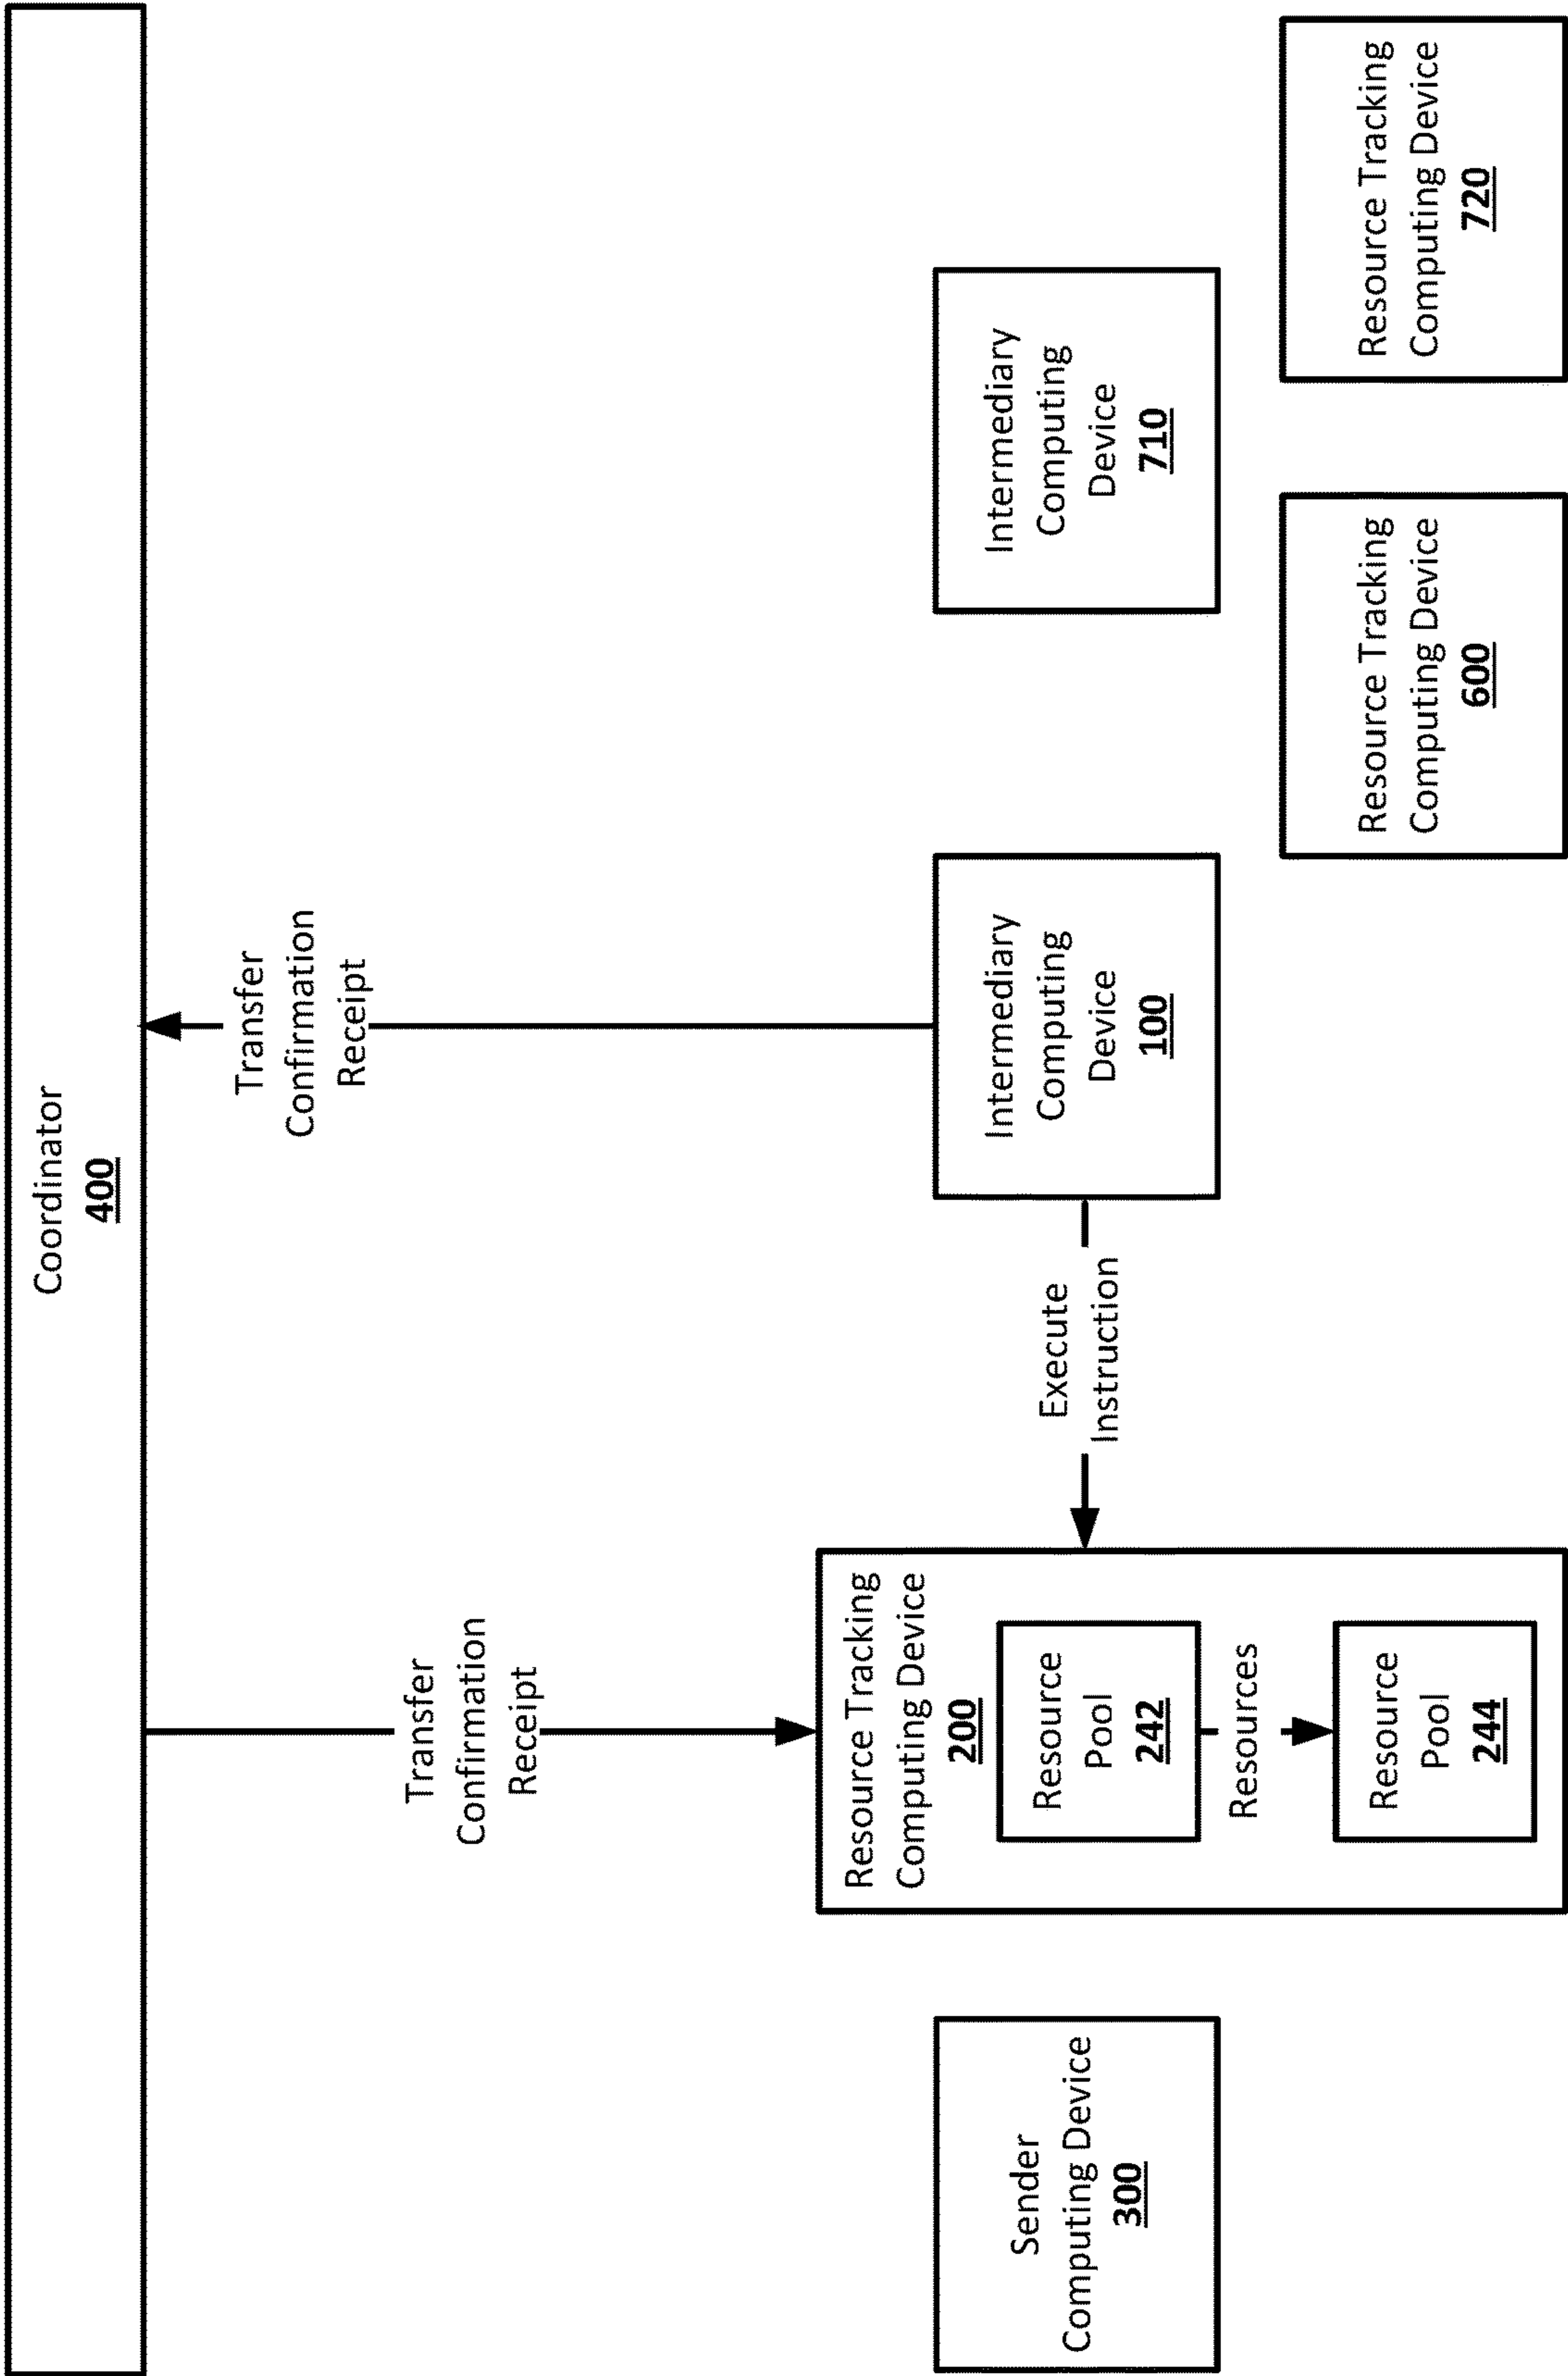 Coordinator
400
Transfer
Confirmation
Receipt
Transfer
Confirmation
Receipt
Sender
Computing Device
300
Resource Tracking
Computing Device
200
Resource
Pool
242
Resources
Resource
Pool
244
Execute
Instruction
Intermediary
Computing
Device
100
Intermediary
Computing
Device
710
Resource Tracking
Computing Device
600
Resource Tracking
Computing Device
720